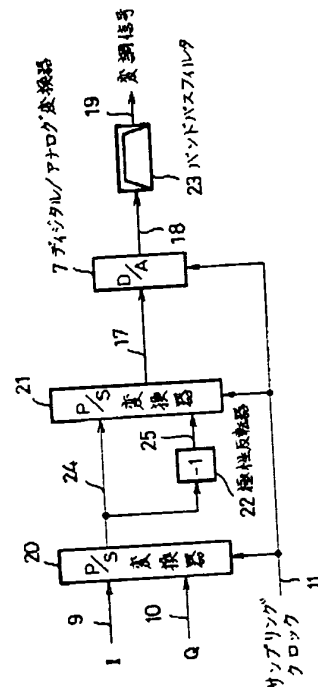 I
9
Q
10
20
P/S
変換器
24
25
-1
22 極性反転器
21
P/S
変換器
17
7 ディジタル/アナログ変換器
D/A
18
23 バンドパスフィルタ
19
変調信号
サンプリング
クロック
11